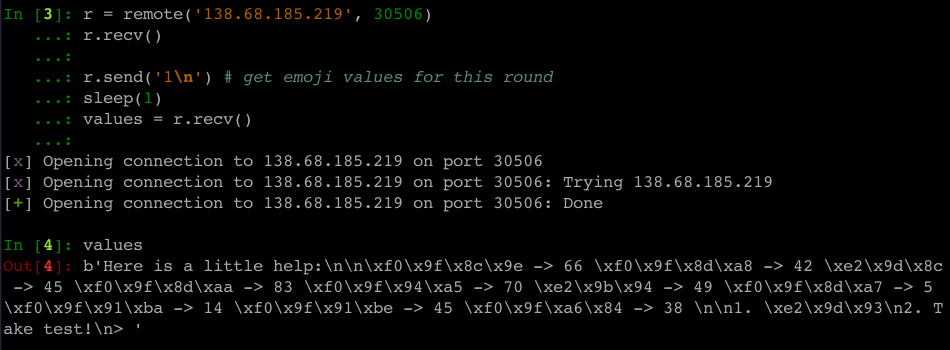 In [3]: r = remote('138.68.185.219', 30506)
...: r.recv()
...:
...: r.send('1\n') # get emoji values for this round
...: sleep(1)
...: values = r.recv()
...:
[x] Opening connection to 138.68.185.219 on port 30506
[x] Opening connection to 138.68.185.219 on port 30506: Trying 138.68.185.219
[+] Opening connection to 138.68.185.219 on port 30506: Done
In [4]: values
Out[4]: b'Here is a little help:\n\n\xf0\x9f\x8c\x9e -> 66 \xf0\x9f\x8d\xa8 -> 42 \xe2\x9d\x8c
-> 45 \xf0\x9f\x8d\xaa -> 83 \xf0\x9f\x94\xa5 -> 70 \xe2\x9b\x94 -> 49 \xf0\x9f\x8d\xa7 -> 5
\xf0\x9f\x91\xba -> 14 \xf0\x9f\x91\xbe -> 45 \xf0\x9f\xa6\x84 -> 38 \n\n1. \xe2\x9d\x93\n2. T
ake test!\n> '